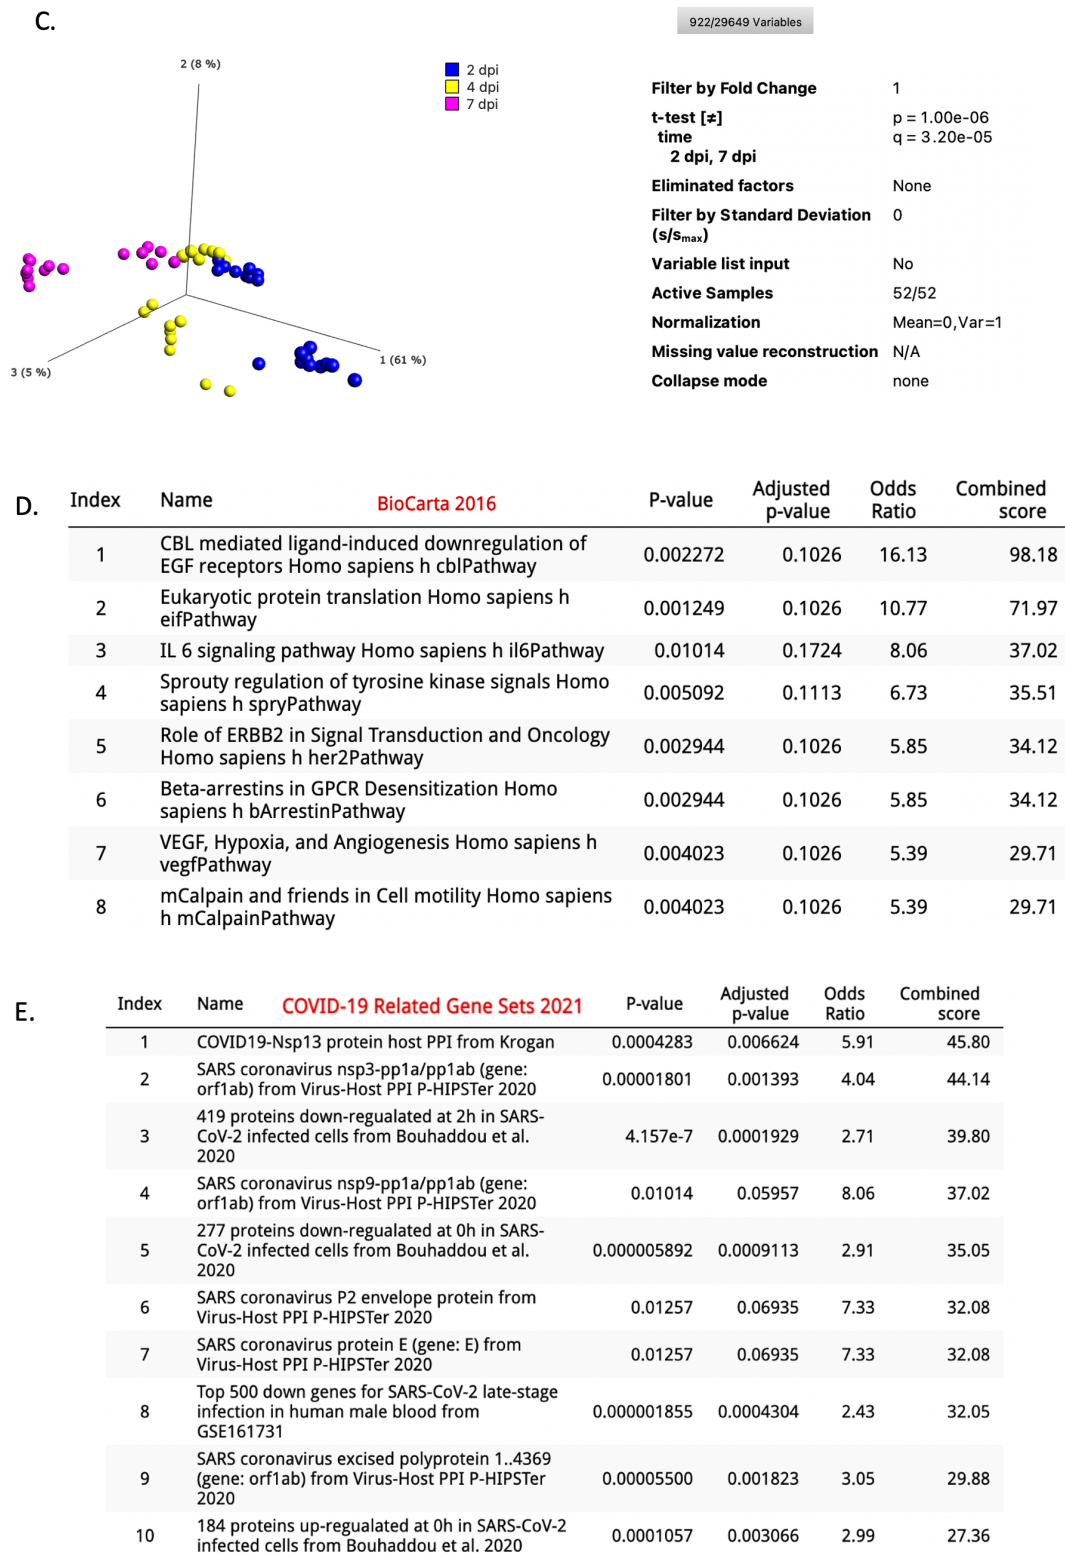 C.
922/29649 Variables
2 (8 %)
2 dpi
4 dpi
7 dpi
1 (61 %)
3 (5 %)
Filter by Fold Change 1
t-test [≠] p = 1.00e-06
time q = 3.20e-05
2 dpi, 7 dpi
Eliminated factors None
Filter by Standard Deviation 0
(s/smax)
Variable list input No
Active Samples 52/52
Normalization Mean=0,Var=1
Missing value reconstruction N/A
Collapse mode none
D.
Index Name BioCarta 2016 P-value Adjusted p-value Odds Ratio Combined score
1 CBL mediated ligand-induced downregulation of
EGF receptors Homo sapiens h cblPathway 0.002272 0.1026 16.13 98.18
2 Eukaryotic protein translation Homo sapiens h
eifPathway 0.001249 0.1026 10.77 71.97
3 IL 6 signaling pathway Homo sapiens h il6Pathway 0.01014 0.1724 8.06 37.02
4 Sprouty regulation of tyrosine kinase signals Homo
sapiens h spryPathway 0.005092 0.1113 6.73 35.51
5 Role of ERBB2 in Signal Transduction and Oncology
Homo sapiens h her2Pathway 0.002944 0.1026 5.85 34.12
6 Beta-arrestins in GPCR Desensitization Homo
sapiens h bArrestinPathway 0.002944 0.1026 5.85 34.12
7 VEGF, Hypoxia, and Angiogenesis Homo sapiens h
vegfPathway 0.004023 0.1026 5.39 29.71
8 mCalpain and friends in Cell motility Homo sapiens
h mCalpainPathway 0.004023 0.1026 5.39 29.71
E.
Index Name COVID-19 Related Gene Sets 2021 P-value Adjusted p-value Odds Ratio Combined score
1 COVID19-Nsp13 protein host PPI from Krogan 0.0004283 0.006624 5.91 45.80
2 SARS coronavirus nsp3-pp1a/pp1ab (gene:
orf1ab) from Virus-Host PPI P-HIPSTer 2020 0.00001801 0.001393 4.04 44.14
3 419 proteins down-regualated at 2h in SARS-
CoV-2 infected cells from Bouhaddou et al.
2020 4.157e-7 0.0001929 2.71 39.80
4 SARS coronavirus nsp9-pp1a/pp1ab (gene:
orf1ab) from Virus-Host PPI P-HIPSTer 2020 0.01014 0.05957 8.06 37.02
5 277 proteins down-regualated at 0h in SARS-
CoV-2 infected cells from Bouhaddou et al.
2020 0.000005892 0.0009113 2.91 35.05
6 SARS coronavirus P2 envelope protein from
Virus-Host PPI P-HIPSTer 2020 0.01257 0.06935 7.33 32.08
7 SARS coronavirus protein E (gene: E) from
Virus-Host PPI P-HIPSTer 2020 0.01257 0.06935 7.33 32.08
8 Top 500 down genes for SARS-CoV-2 late-stage
infection in human male blood from
GSE161731 0.000001855 0.0004304 2.43 32.05
9 SARS coronavirus excised polyprotein 1..4369
(gene: orf1ab) from Virus-Host PPI P-HIPSTer
2020 0.00005500 0.001823 3.05 29.88
10 184 proteins up-regualated at 0h in SARS-CoV-2
infected cells from Bouhaddou et al. 2020 0.0001057 0.003066 2.99 27.36